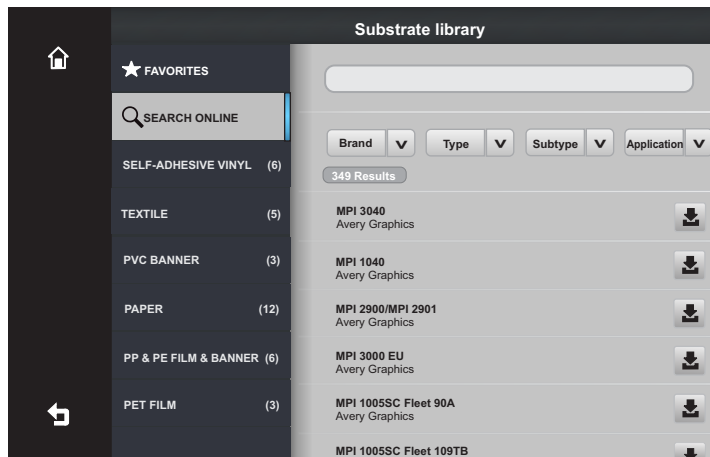 Substrate library
FAVORITES
SEARCH ONLINE
SELF-ADHESIVE VINYL (6)
TEXTILE (5)
PVC BANNER (3)
PAPER (12)
PP & PE FILM & BANNER (6)
PET FILM (3)
Brand V Type V Subtype V Application V
349 Results
MPI 3040
Avery Graphics
MPI 1040
Avery Graphics
MPI 2900/MPI 2901
Avery Graphics
MPI 3000 EU
Avery Graphics
MPI 1005SC Fleet 90A
Avery Graphics
MPI 1005SC Fleet 109TB